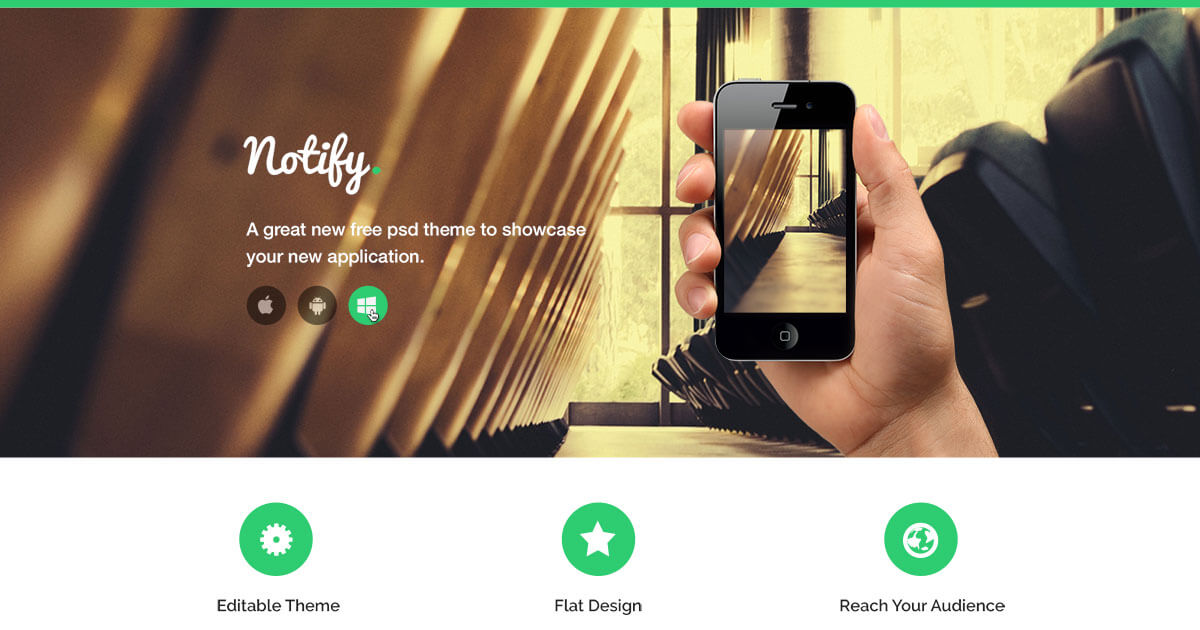 Notify.
A great new free psd theme to showcase
your new application.
Editable Theme
Flat Design
Reach Your Audience